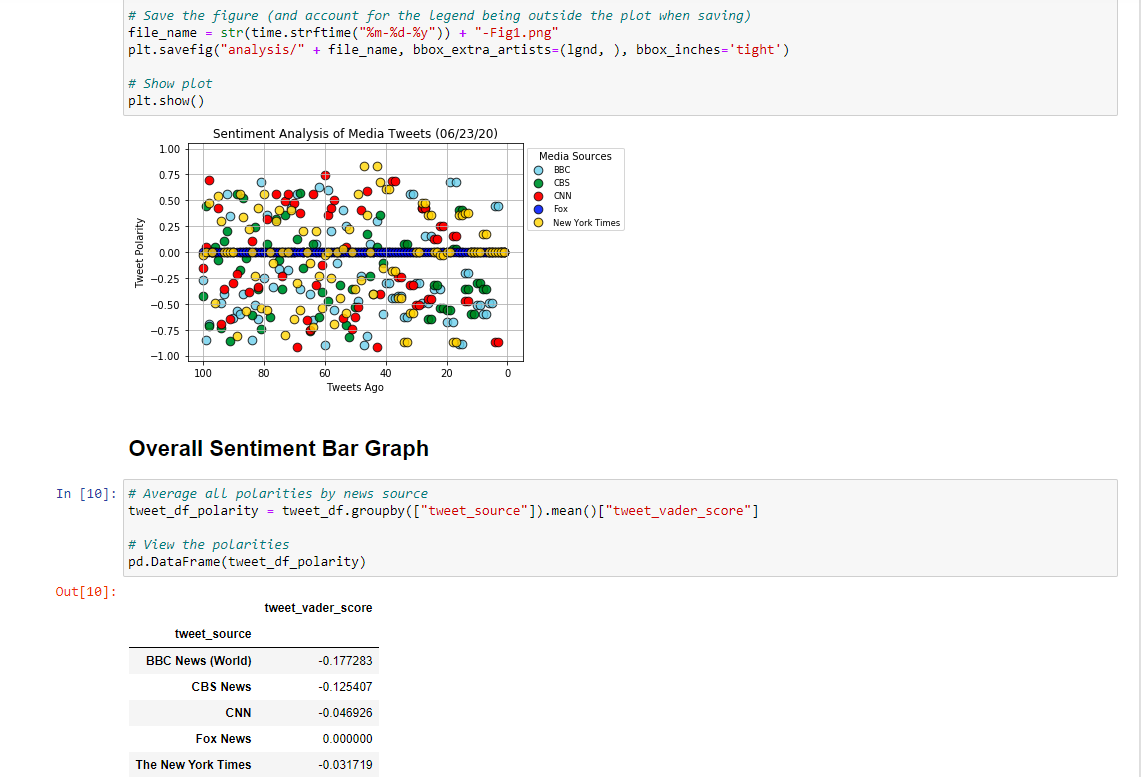 # Save the figure (and account for the legend being outside the plot when saving)
file_name = str(time.strftime("%m-%d-%y")) + "-Fig1.png"
plt.savefig("analysis/" + file_name, bbox_extra_artists=(lgnd, ), bbox_inches='tight')
# Show plot
plt.show()
Sentiment Analysis of Media Tweets (06/23/20)
1.00
0.75
0.50
0.25
0.00
−0.25
−0.50
−0.75
−1.00
Tweet Polarity
100 80 60 40 20 0
Tweets Ago
Media Sources
BBC
CBS
CNN
Fox
New York Times
Overall Sentiment Bar Graph
In [10]:
# Average all polarities by news source
tweet_df_polarity = tweet_df.groupby(["tweet_source"]).mean()["tweet_vader_score"]
# View the polarities
pd.DataFrame(tweet_df_polarity)
Out[10]:
tweet_vader_score
tweet_source
BBC News (World) -0.177283
CBS News -0.125407
CNN -0.046926
Fox News 0.000000
The New York Times -0.031719